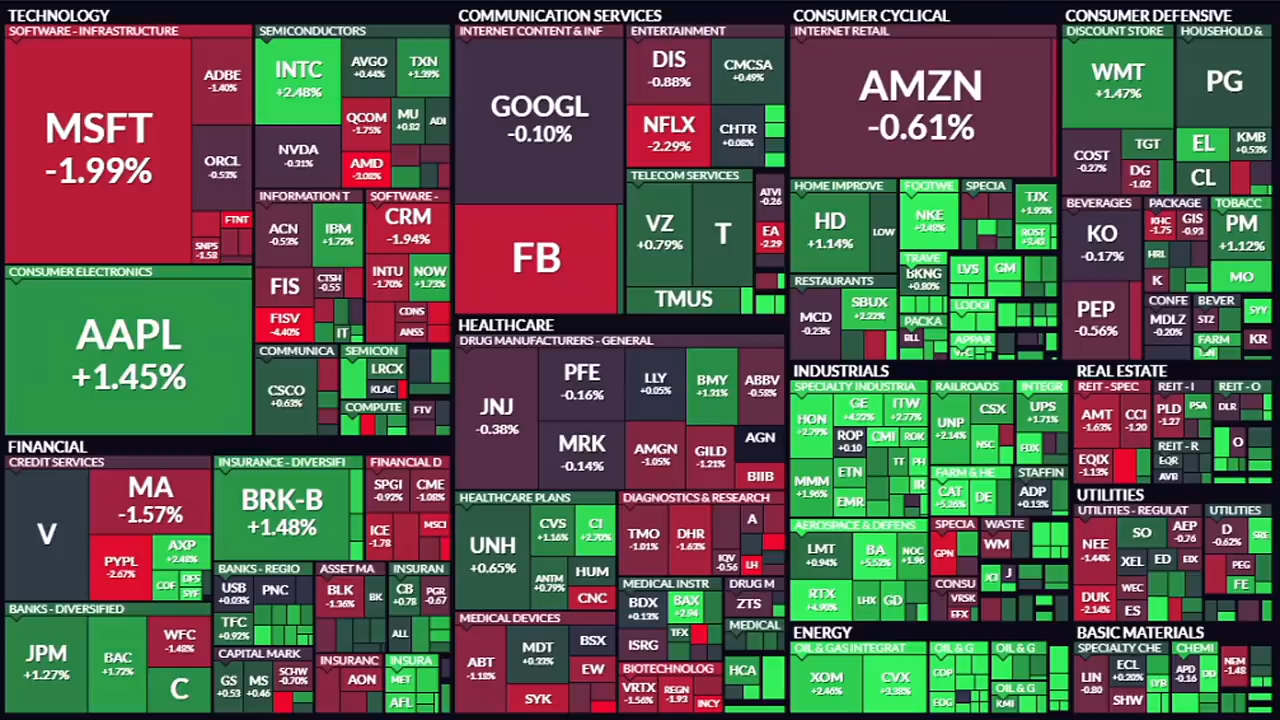 TECHNOLOGY
SOFTWARE - INFRASTRUCTURE
MSFT
-1.99%
ADBE
-1.40%
ORCL
-0.53%
FTNT
SNPS
-1.58
SEMICONDUCTORS
INTC
+2.48%
AVGO
+0.44%
TXN
+1.39%
QCOM
-1.75%
MU
+0.12
ADI
NVDA
-0.31%
AMD
-3.08%
INFORMATION T
ACN
-0.53%
IBM
+1.72%
FIS
CTSH
-0.55
FISV
-4.40%
IT
SOFTWARE -
CRM
-1.94%
INTU
-1.70%
NOW
+1.73%
CDNS
ANSS
CONSUMER ELECTRONICS
AAPL
+1.45%
COMMUNICA
CSCO
+0.63%
SEMICON
LRCX
KLAC
COMPUTE
FTV
FINANCIAL
CREDIT SERVICES
V
MA
-1.57%
PYPL
-2.67%
AXP
+2.48%
COF
DFS
SYF
INSURANCE - DIVERSIFI
BRK-B
+1.48%
FINANCIAL D
SPGI
-0.92%
CME
-1.08%
ICE
-1.78
MSCI
BANKS - REGIO
USB
+0.03%
PNC
TFC
+0.92%
ASSET MA
BLK
-1.36%
BK
INSURAN
CB
+0.78
PGR
-0.67
ALL
BANKS - DIVERSIFIED
JPM
+1.27%
BAC
+1.72%
WFC
-1.48%
C
CAPITAL MARK
GS
+0.53
MS
+0.46
SCHW
-0.70%
INSURANC
AON
INSURA
MET
AFL
COMMUNICATION SERVICES
INTERNET CONTENT & INF
GOOGL
-0.10%
FB
ENTERTAINMENT
DIS
-0.88%
CMCSA
+0.49%
NFLX
-2.29%
CHTR
+0.08%
TELECOM SERVICES
VZ
+0.79%
T
TMUS
ATVI
-0.26
EA
-2.29
HEALTHCARE
DRUG MANUFACTURERS - GENERAL
JNJ
-0.38%
PFE
-0.16%
LLY
+0.05%
BMY
+1.31%
ABBV
-0.58%
MRK
-0.14%
AMGN
-1.05%
GILD
-1.21%
AGN
BIIB
HEALTHCARE PLANS
UNH
+0.65%
CVS
+1.16%
CI
+2.70%
ANTM
+0.79%
HUM
CNC
DIAGNOSTICS & RESEARCH
TMO
-1.01%
DHR
-1.63%
A
IQV
-0.56
LH
MEDICAL DEVICES
ABT
-1.18%
MDT
+0.23%
BSX
EW
SYK
MEDICAL INSTR
BDX
+0.13%
BAX
+2.94
ISRG
TFX
DRUG M
ZTS
MEDICAL
HCA
BIOTECHNOLOG
VRTX
-1.56%
REGN
-1.93
INCY
CONSUMER CYCLICAL
INTERNET RETAIL
AMZN
-0.61%
HOME IMPROVE
HD
+1.14%
LOW
FOOTWE
NKE
+3.48%
SPECIA
TJX
+1.93%
ROST
+3.42
TRAVE
BKNG
+0.80%
LVS
GM
RESTAURANTS
MCD
-0.23%
SBUX
+2.22%
LODGI
PACKA
BLL
APPAR
VFC
CONSUMER DEFENSIVE
DISCOUNT STORE
WMT
+1.47%
COST
-0.27%
TGT
DG
-1.02
HOUSEHOLD &
PG
EL
KMB
+0.53%
CL
BEVERAGES
KO
-0.17%
PEP
-0.56%
PACKAGE
KHC
-1.75
GIS
-0.93
HRL
K
TOBACC
PM
+1.12%
MO
CONFE
MDLZ
-0.20%
BEVER
STZ
SYY
FARM
KR
INDUSTRIALS
SPECIALTY INDUSTRIA
HON
+2.79%
GE
+4.22%
ITW
+2.77%
ROP
+0.10
CMI
ROK
MMM
+1.96%
ETN
TT
PH
EMR
IR
RAILROADS
UNP
+2.14%
CSX
NSC
INTEGR
UPS
+1.71%
FDX
FARM & HE
CAT
+5.26%
DE
STAFFIN
ADP
+0.13%
AEROSPACE & DEFENS
LMT
+0.94%
BA
+5.52%
NOC
+1.96
RTX
+4.90%
LHX
GD
SPECIA
GPN
WASTE
WM
JCI
J
CONSU
VRSK
EFX
REAL ESTATE
REIT - SPEC
AMT
-1.63%
CCI
-1.20
EQIX
-1.13%
REIT - I
PLD
-1.27
PSA
REIT - O
DLR
REIT - R
EQR
AVB
O
UTILITIES
UTILITIES - REGULAT
NEE
-1.44%
SO
AEP
-0.76
XEL
ED
EIX
WEC
DUK
-2.14%
ES
UTILITIES
D
-0.62%
SRE
PEG
FE
ENERGY
OIL & GAS INTEGRAT
XOM
+2.46%
CVX
+3.38%
OIL & G
COP
EOG
OIL & G
OIL & G
KMI
BASIC MATERIALS
SPECIALTY CHE
LIN
-0.80
ECL
+0.20%
SHW
CHEMI
APD
-0.16
DD
NEM
-1.48